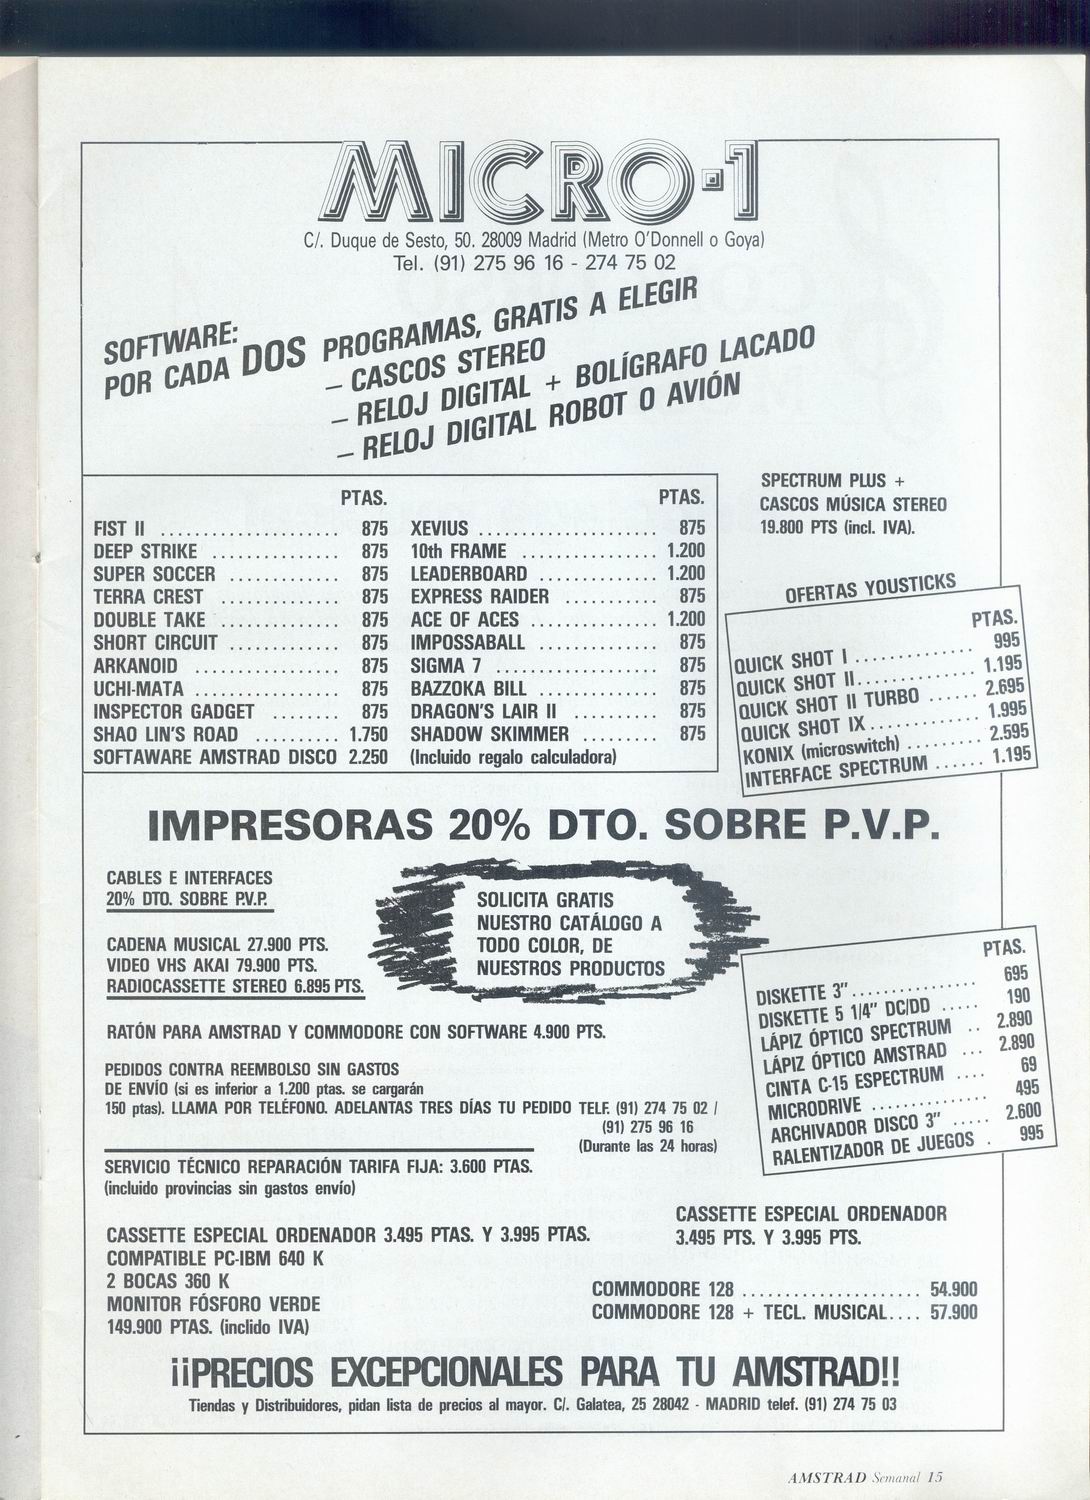 MICRO-1
C/. Duque de Sesto, 50. 28009 Madrid (Metro O'Donnell o Goya)
Tel. (91) 275 96 16 - 274 75 02
SOFTWARE:
POR CADA DOS PROGRAMAS, GRATIS A ELEGIR
– CASCOS STEREO
– RELOJ DIGITAL + BOLÍGRAFO LACADO
– RELOJ DIGITAL ROBOT O AVIÓN
PTAS.
FIST II ..................... 875
DEEP STRIKE ............... 875
SUPER SOCCER ............. 875
TERRA CREST .............. 875
DOUBLE TAKE ............... 875
SHORT CIRCUIT ............. 875
ARKANOID ................. 875
UCHI-MATA ................. 875
INSPECTOR GADGET ........ 875
SHAO LIN'S ROAD .......... 1.750
SOFTAWARE AMSTRAD DISCO 2.250
PTAS.
XEVIUS ..................... 875
10th FRAME ................ 1.200
LEADERBOARD .............. 1.200
EXPRESS RAIDER ........... 875
ACE OF ACES ............... 1.200
IMPOSSABALL ............... 875
SIGMA 7 ................... 875
BAZZOKA BILL .............. 875
DRAGON'S LAIR II .......... 875
SHADOW SKIMMER ......... 875
(Incluido regalo calculadora)
SPECTRUM PLUS +
CASCOS MÚSICA STEREO
19.800 PTS (incl. IVA).
OFERTAS YOUSTICKS
PTAS.
QUICK SHOT I .............. 995
QUICK SHOT II .............. 1.195
QUICK SHOT II TURBO ...... 2.695
QUICK SHOT IX ............. 1.995
KONIX (microswitch) ......... 2.595
INTERFACE SPECTRUM ...... 1.195
IMPRESORAS 20% DTO. SOBRE P.V.P.
CABLES E INTERFACES
20% DTO. SOBRE P.V.P.
CADENA MUSICAL 27.900 PTS.
VIDEO VHS AKAI 79.900 PTS.
RADIOCASSETTE STEREO 6.895 PTS.
SOLICITA GRATIS
NUESTRO CATÁLOGO A
TODO COLOR, DE
NUESTROS PRODUCTOS
PTAS.
DISKETTE 3" ............... 695
DISKETTE 5 1/4" DC/DD ..... 190
LÁPIZ ÓPTICO SPECTRUM .. 2.890
LÁPIZ ÓPTICO AMSTRAD ... 2.890
CINTA C-15 ESPECTRUM .... 69
MICRODRIVE .............. 495
ARCHIVADOR DISCO 3" ..... 2.600
RALENTIZADOR DE JUEGOS . 995
RATÓN PARA AMSTRAD Y COMMODORE CON SOFTWARE 4.900 PTS.
PEDIDOS CONTRA REEMBOLSO SIN GASTOS
DE ENVÍO (si es inferior a 1.200 ptas. se cargarán
150 ptas). LLAMA POR TELÉFONO. ADELANTAS TRES DÍAS TU PEDIDO TELF. (91) 274 75 02 /
(91) 275 96 16
(Durante las 24 horas)
SERVICIO TÉCNICO REPARACIÓN TARIFA FIJA: 3.600 PTAS.
(incluido provincias sin gastos envío)
CASSETTE ESPECIAL ORDENADOR 3.495 PTAS. Y 3.995 PTAS.
COMPATIBLE PC-IBM 640 K
2 BOCAS 360 K
MONITOR FÓSFORO VERDE
149.900 PTAS. (inclido IVA)
CASSETTE ESPECIAL ORDENADOR
3.495 PTS. Y 3.995 PTS.
COMMODORE 128 ..................... 54.900
COMMODORE 128 + TECL. MUSICAL.... 57.900
¡¡PRECIOS EXCEPCIONALES PARA TU AMSTRAD!!
Tiendas y Distribuidores, pidan lista de precios al mayor. C/. Galatea, 25 28042 - MADRID telef. (91) 274 75 03
AMSTRAD Semanal 15